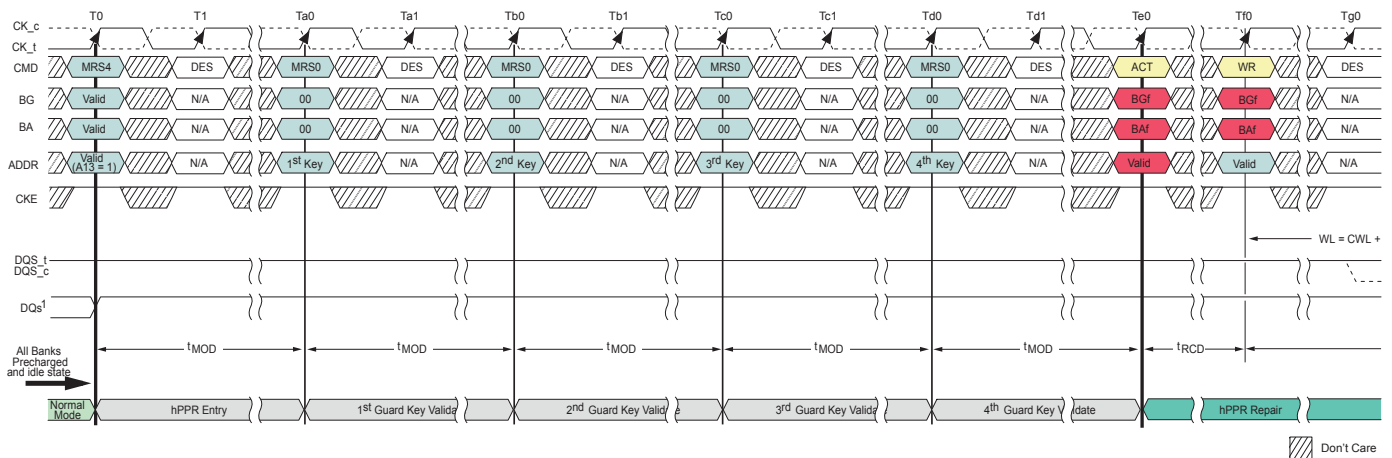 T0 T1 Ta0 Ta1 Tb0 Tb1 Tc0 Tc1 Td0 Td1 Te0 Tf0 Tg0
CK_c
CK_t
CMD MRS4 DES MRS0 DES MRS0 DES MRS0 DES MRS0 DES ACT WR DES
BG Valid N/A 00 N/A 00 N/A 00 N/A 00 N/A BGf BGf N/A
BA Valid N/A 00 N/A 00 N/A 00 N/A 00 N/A BAf BAf N/A
ADDR Valid (A13 = 1) N/A 1st Key N/A 2nd Key N/A 3rd Key N/A 4th Key N/A Valid Valid N/A
CKE
WL = CWL +
DQS_t
DQS_c
DQs1
tMOD tMOD tMOD tMOD tMOD tRCD
All Banks
Precharged
and idle state
Normal Mode hPPR Entry 1st Guard Key Valida 2nd Guard Key Valid e 3rd Guard Key Valida 4th Guard Key V idate hPPR Repair
Don't Care